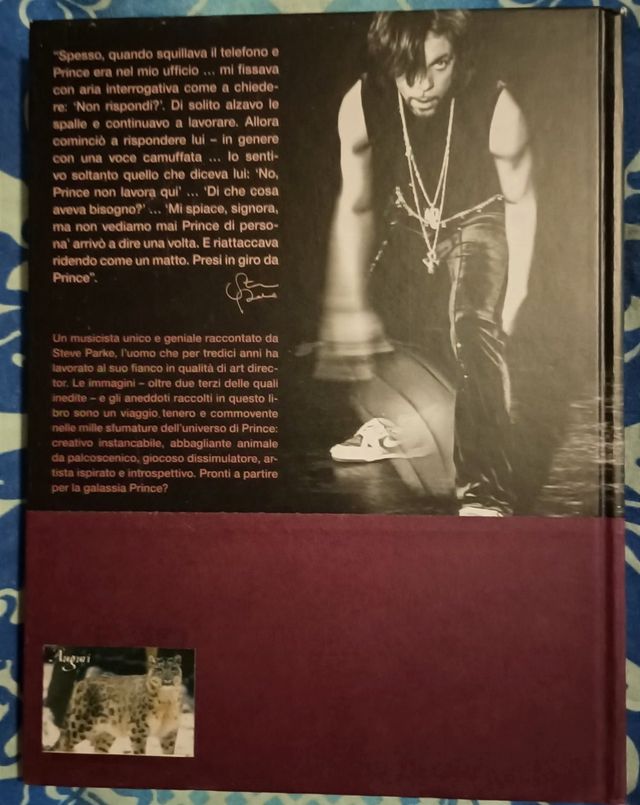 “Spesso, quando squillava il telefono e
Prince era nel mio ufficio … mi fissava
con aria interrogativa come a chiede-
re: ‘Non rispondi?’. Di solito alzavo le
spalle e continuavo a lavorare. Allora
cominciò a rispondere lui – in genere
con una voce camuffata … Io senti-
vo soltanto quello che diceva lui: ‘No,
Prince non lavora qui’ … ‘Di che cosa
aveva bisogno?’ … ‘Mi spiace, signora,
ma non vediamo mai Prince di perso-
na’ arrivò a dire una volta. E riattaccava
ridendo come un matto. Presi in giro da
Prince”.
Un musicista unico e geniale raccontato da
Steve Parke, l’uomo che per tredici anni ha
lavorato al suo fianco in qualità di art direc-
tor. Le immagini – oltre due terzi delle quali
inedite – e gli aneddoti raccolti in questo li-
bro sono un viaggio tenero e commovente
nelle mille sfumature dell’universo di Prince:
creativo instancabile, abbagliante animale
da palcoscenico, giocoso dissimulatore, ar-
tista ispirato e introspettivo. Pronti a partire
per la galassia Prince?
Auguri